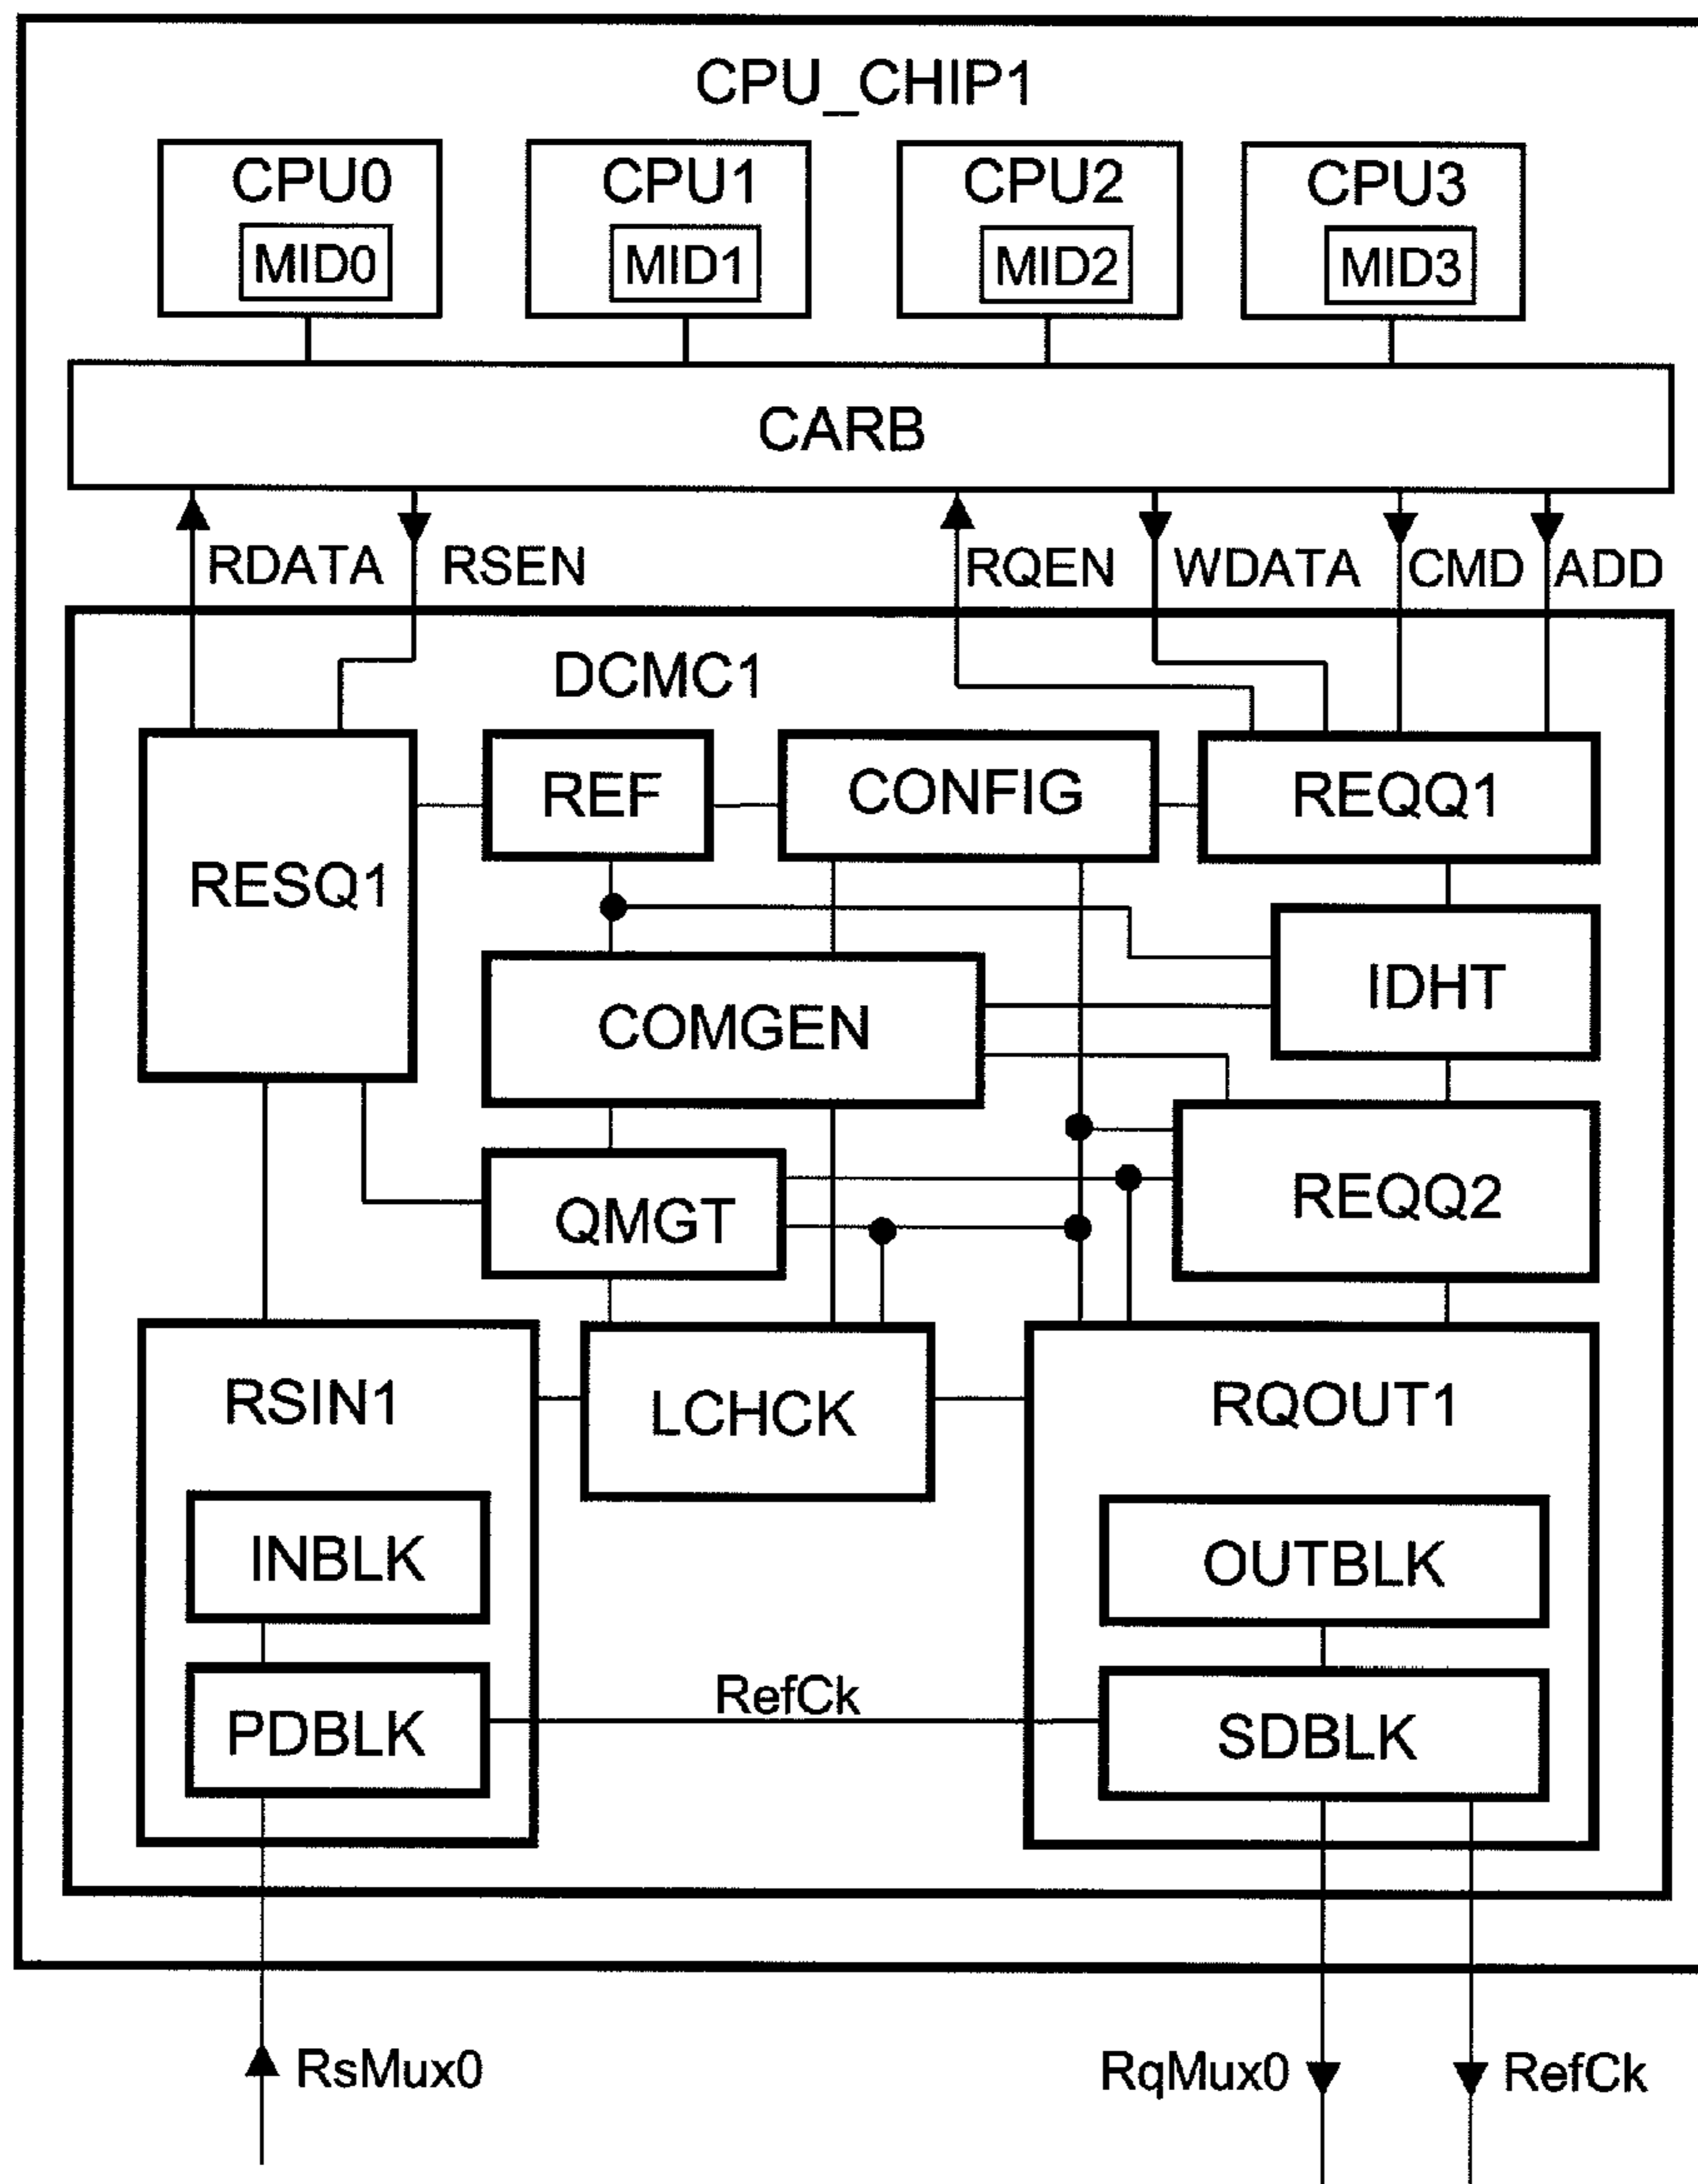 CPU_CHIP1
CPU0 CPU1 CPU2 CPU3
MID0 MID1 MID2 MID3
CARB
RDATA RSEN RQEN WDATA CMD ADD
DCMC1
RESQ1 REF CONFIG REQQ1
IDHT
COMGEN
QMGT REQQ2
RSIN1 LCHCK RQOUT1
INBLK OUTBLK
PDBLK RefCk SDBLK
RsMux0 RqMux0 RefCk